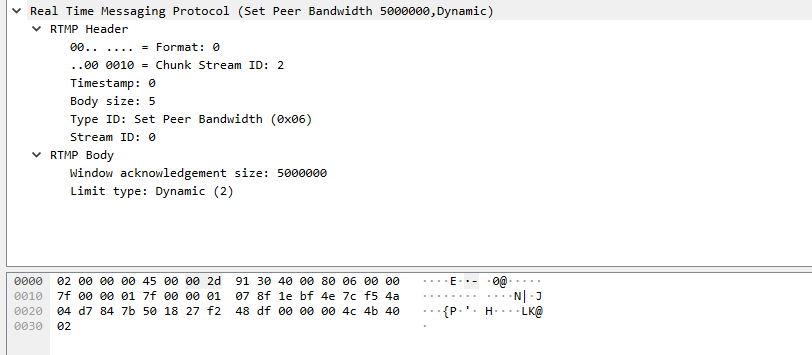 Real Time Messaging Protocol (Set Peer Bandwidth 5000000,Dynamic)
RTMP Header
00.. .... = Format: 0
..00 0010 = Chunk Stream ID: 2
Timestamp: 0
Body size: 5
Type ID: Set Peer Bandwidth (0x06)
Stream ID: 0
RTMP Body
Window acknowledgement size: 5000000
Limit type: Dynamic (2)
0000 02 00 00 00 45 00 00 2d 91 30 40 00 80 06 00 00 ····E··- ·0@·····
0010 7f 00 00 01 7f 00 00 01 07 8f 1e bf 4e 7c f5 4a ········ ····N|·J
0020 04 d7 84 7b 50 18 27 f2 48 df 00 00 00 4c 4b 40 ···{P·'· H····LK@
0030 02 ·